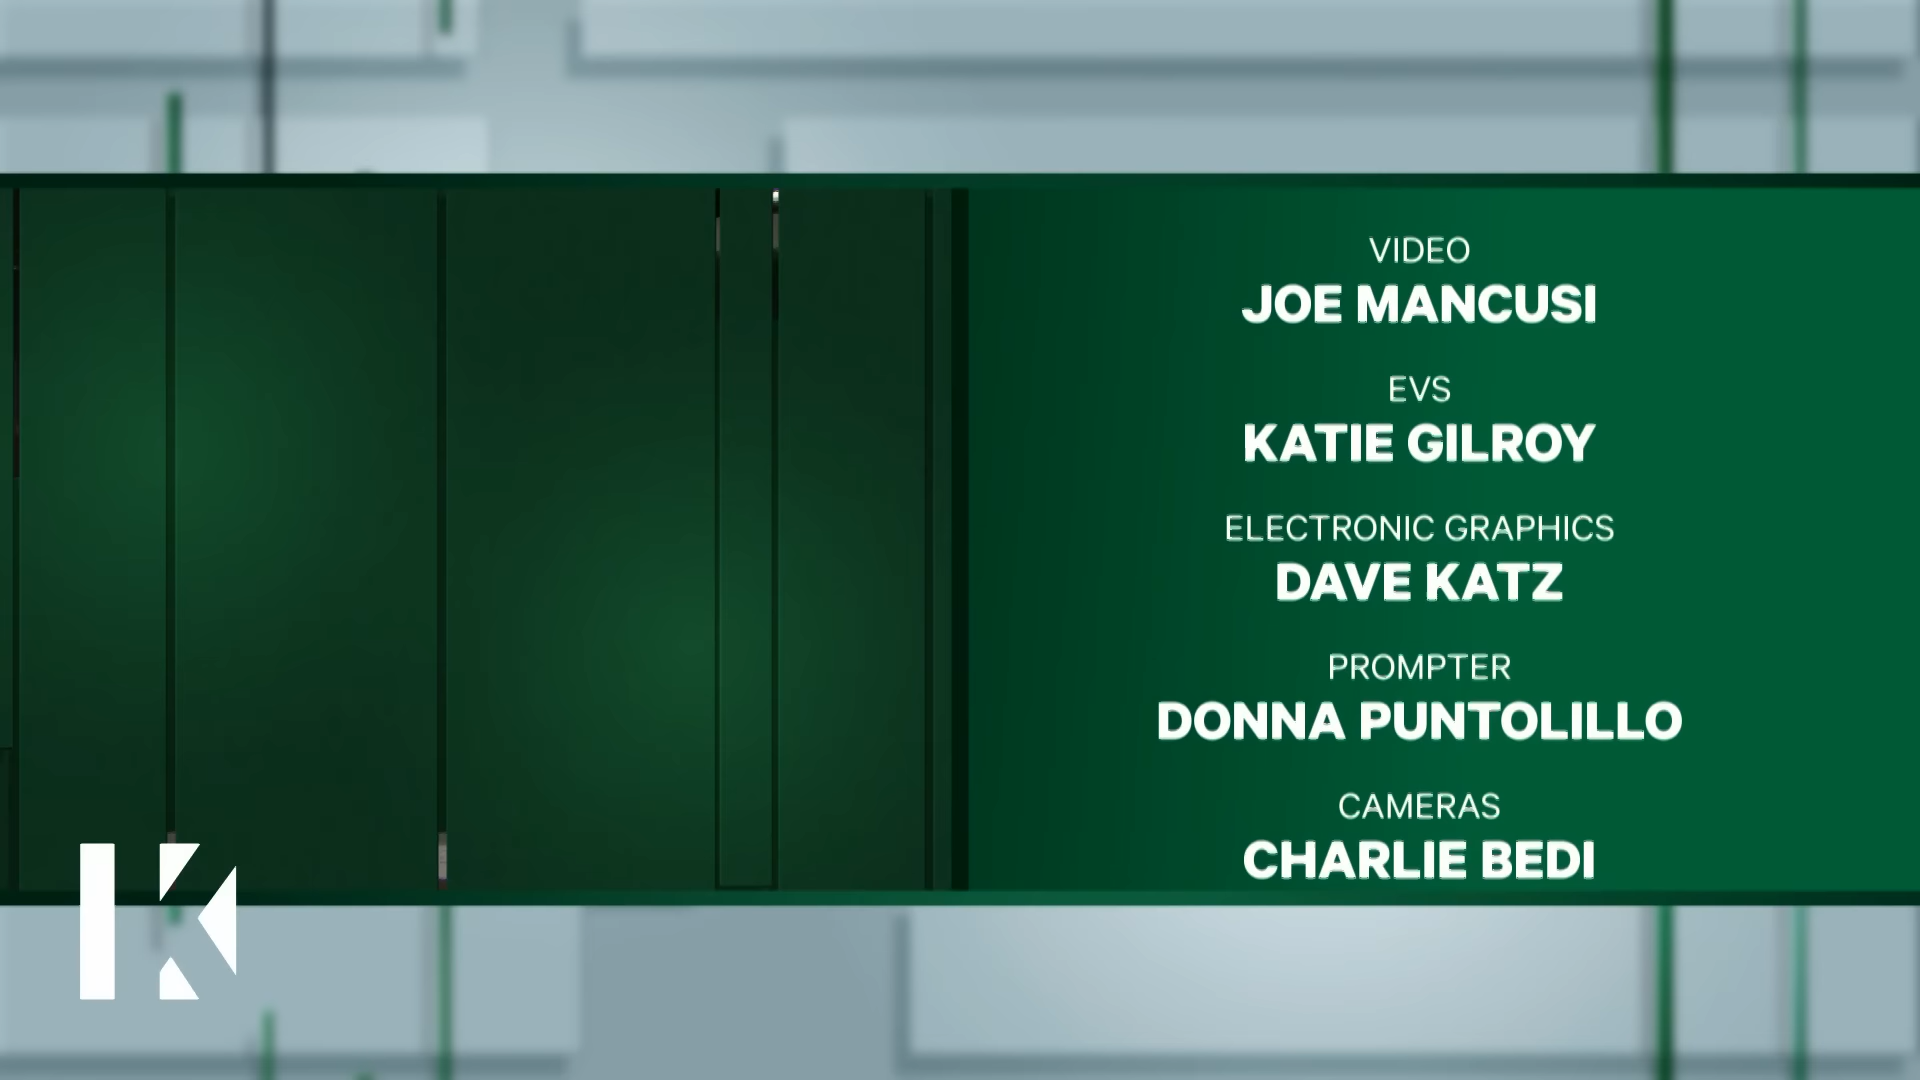 VIDEO
JOE MANCUSI
EVS
KATIE GILROY
ELECTRONIC GRAPHICS
DAVE KATZ
PROMPTER
DONNA PUNTOLILLO
CAMERAS
CHARLIE BEDI
K